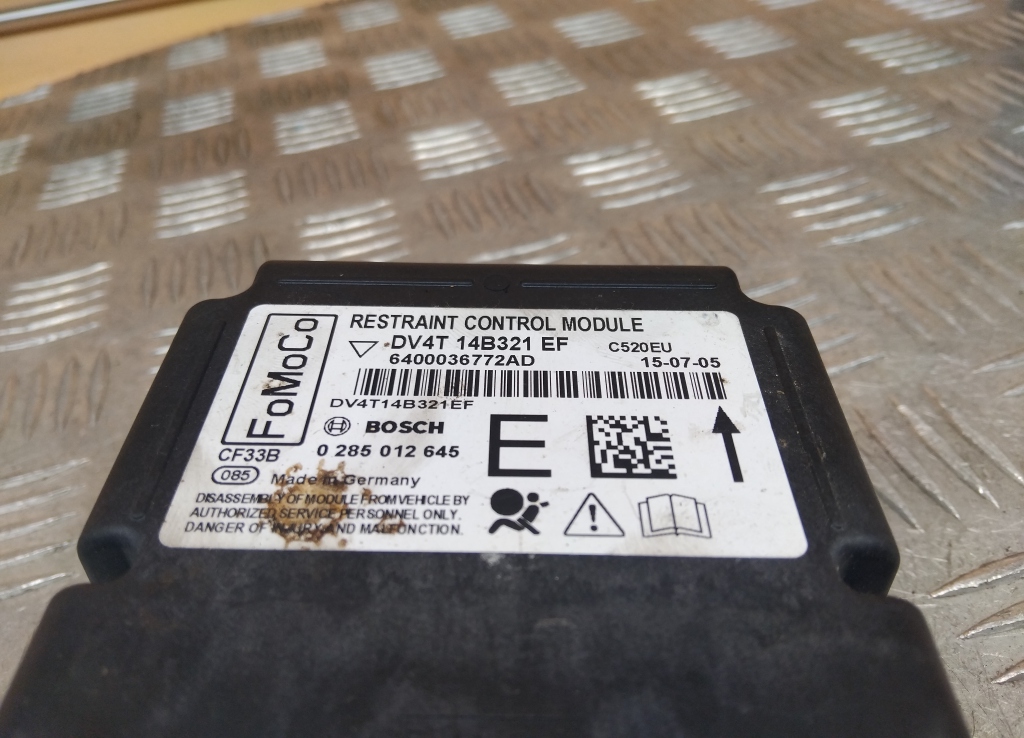 FoMoCo
RESTRAINT CONTROL MODULE
DV4T 14B321 EF C520EU
6400036772AD 15-07-05
DV4T14B321EF
BOSCH
E
CF33B 0 285 012 645
085 Made in Germany
DISASSEMBLY OF MODULE FROM VEHICLE BY
AUTHORIZED SERVICE PERSONNEL ONLY.
DANGER OF INJURY AND MALFONCTION.